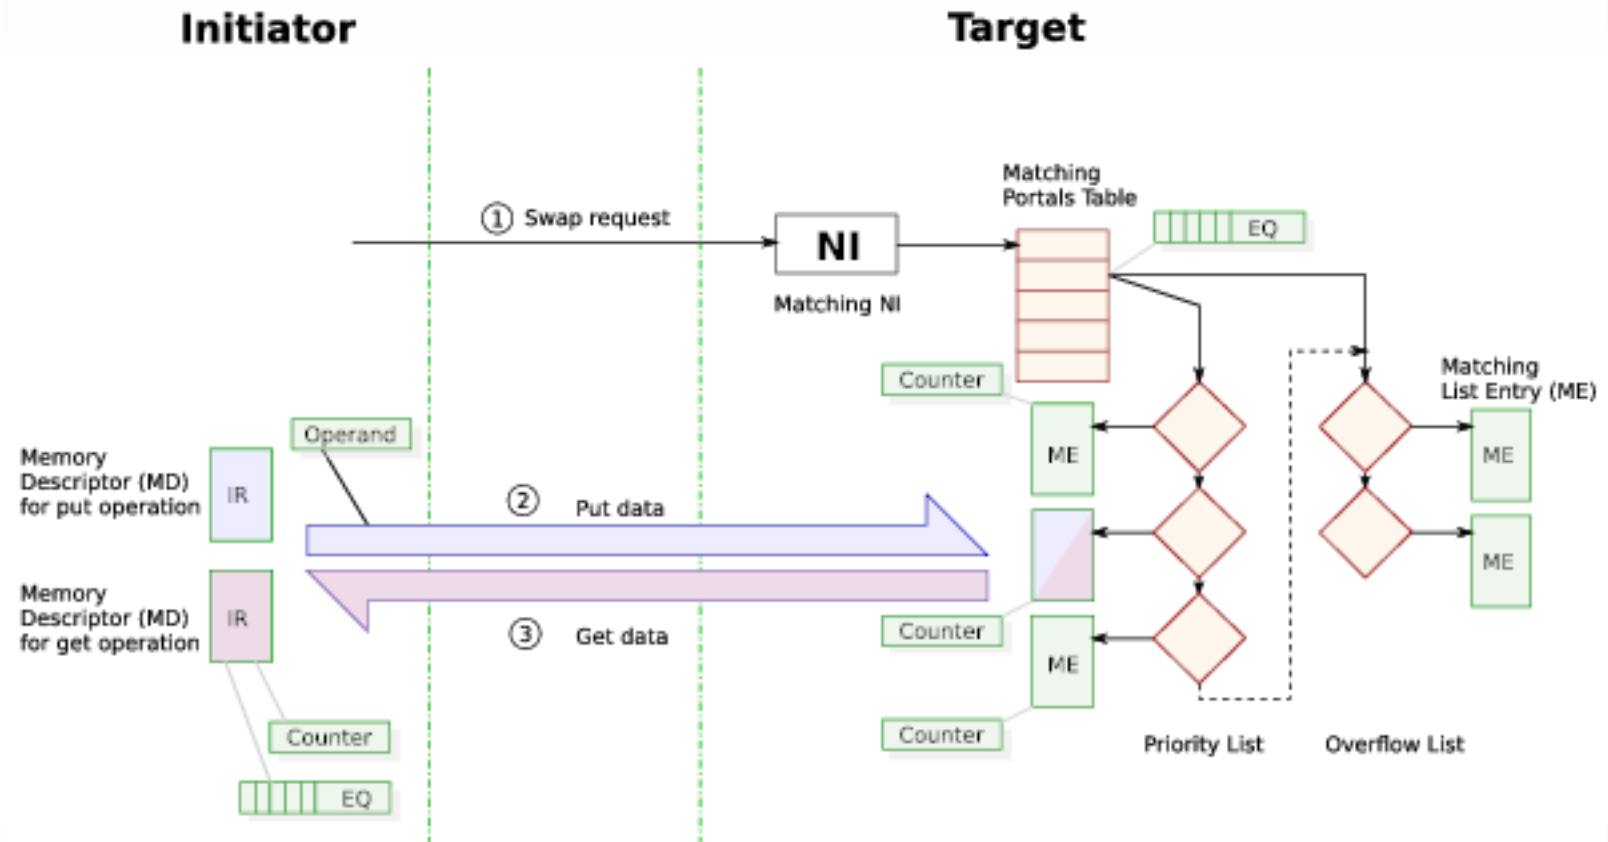 Initiator
Target
Matching
Portals Table
EQ
① Swap request
NI
Matching NI
Counter
Matching
List Entry (ME)
Operand
ME
ME
Memory
Descriptor (MD)
for put operation
IR
② Put data
ME
Memory
Descriptor (MD)
for get operation
IR
③ Get data
Counter
ME
Counter
Counter
Priority List
Overflow List
EQ